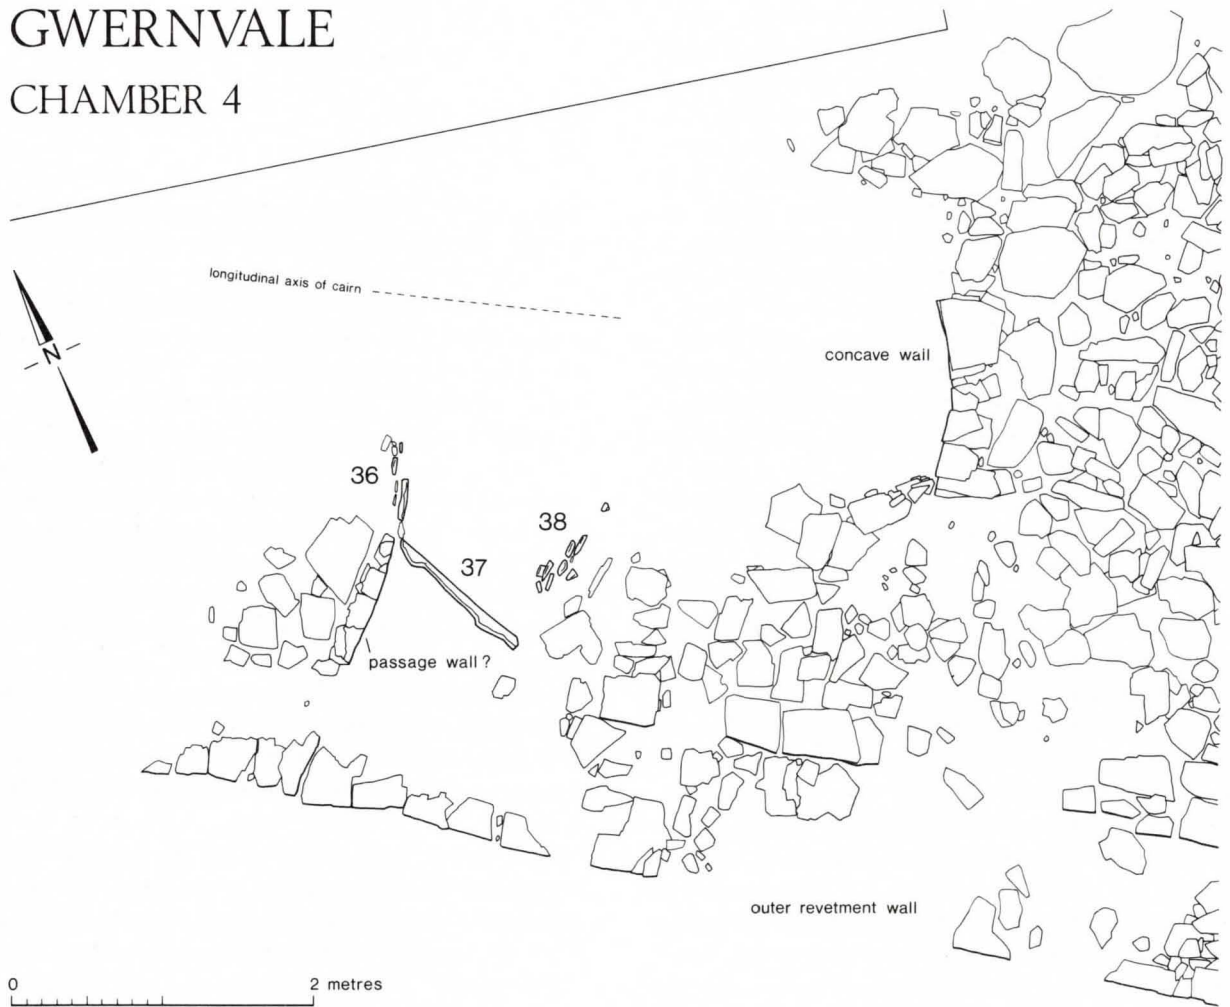 GWERNVALE
CHAMBER 4
longitudinal axis of cairn
N
concave wall
36
38
37
passage wall?
outer revetment wall
0 2 metres